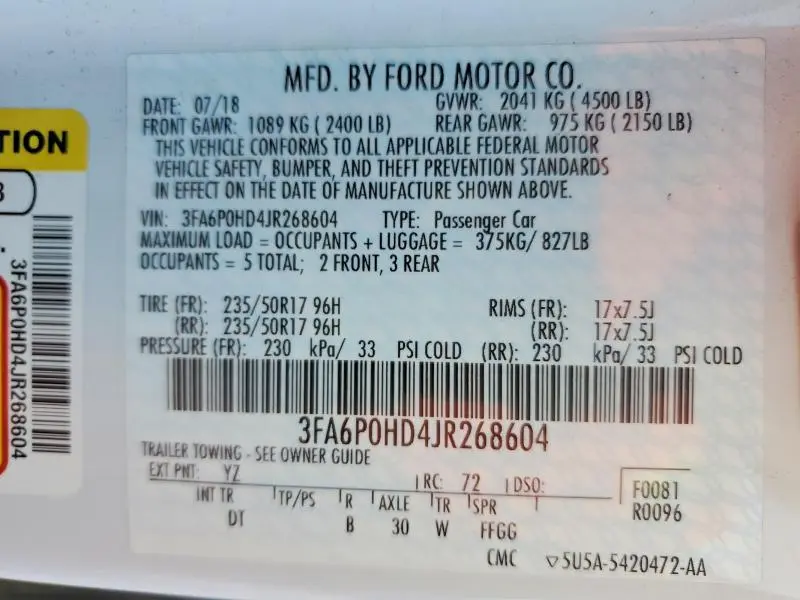 MFD. BY FORD MOTOR CO.
DATE: 07/18 GVWR: 2041 KG ( 4500 LB)
FRONT GAWR: 1089 KG ( 2400 LB) REAR GAWR: 975 KG ( 2150 LB)
THIS VEHICLE CONFORMS TO ALL APPLICABLE FEDERAL MOTOR
VEHICLE SAFETY, BUMPER, AND THEFT PREVENTION STANDARDS
IN EFFECT ON THE DATE OF MANUFACTURE SHOWN ABOVE.
VIN: 3FA6P0HD4JR268604 TYPE: Passenger Car
MAXIMUM LOAD = OCCUPANTS + LUGGAGE = 375KG/ 827LB
OCCUPANTS = 5 TOTAL; 2 FRONT, 3 REAR
TIRE (FR): 235/50R17 96H RIMS (FR): 17x7.5J
(RR): 235/50R17 96H (RR): 17x7.5J
PRESSURE (FR): 230 kPa/ 33 PSI COLD (RR): 230 kPa/ 33 PSI COLD
3FA6P0HD4JR268604
TRAILER TOWING - SEE OWNER GUIDE
EXT PNT: YZ RC: 72 DSO:
INT TR TP/PS R AXLE TR SPR
DT B 30 W FFGG
F0081
R0096
CMC ▽5U5A-5420472-AA
TION
3
3FA6P0HD4JR268604